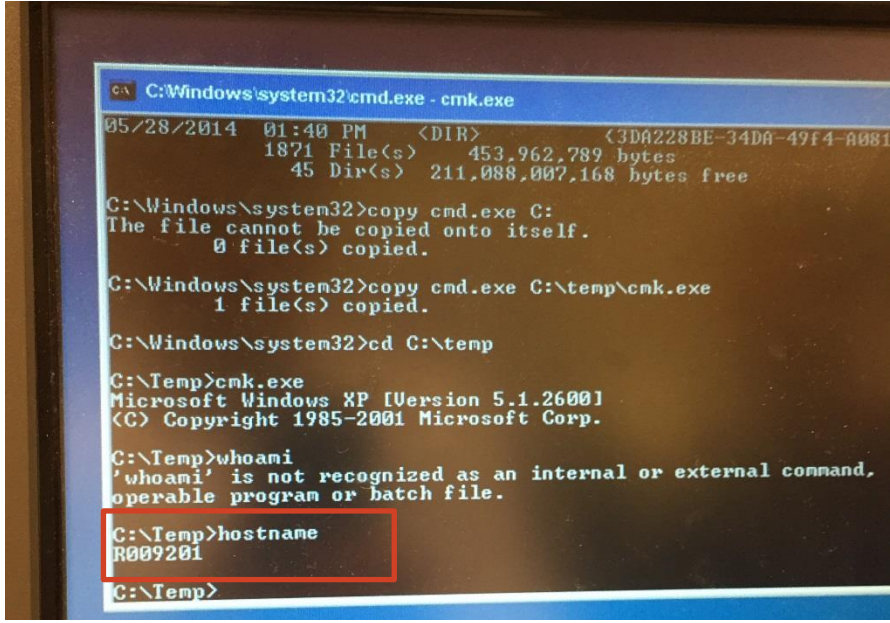 C:\Windows\system32\cmd.exe - cmk.exe
05/28/2014  01:40 PM    <DIR>          {3DA228BE-34DA-49f4-A081
1871 File(s)    453,962,789 bytes
45 Dir(s)  211,088,007,168 bytes free
C:\Windows\system32>copy cmd.exe C:
The file cannot be copied onto itself.
0 file(s) copied.
C:\Windows\system32>copy cmd.exe C:\temp\cmk.exe
1 file(s) copied.
C:\Windows\system32>cd C:\temp
C:\Temp>cmk.exe
Microsoft Windows XP [Version 5.1.2600]
(C) Copyright 1985-2001 Microsoft Corp.
C:\Temp>whoami
'whoami' is not recognized as an internal or external command,
operable program or batch file.
C:\Temp>hostname
R009201
C:\Temp>